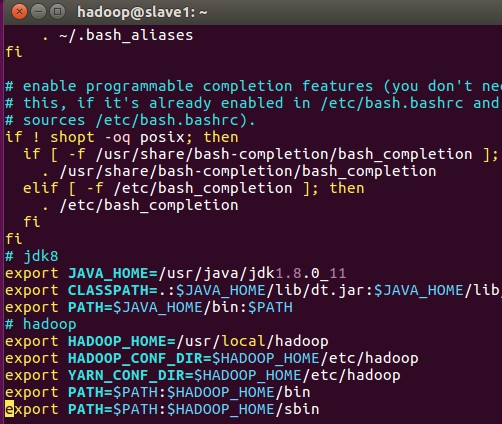 hadoop@slave1: ~
. ~/.bash_aliases
fi
# enable programmable completion features (you don't nee
# this, if it's already enabled in /etc/bash.bashrc and
# sources /etc/bash.bashrc).
if ! shopt -oq posix; then
if [ -f /usr/share/bash-completion/bash_completion ];
. /usr/share/bash-completion/bash_completion
elif [ -f /etc/bash_completion ]; then
. /etc/bash_completion
fi
fi
# jdk8
export JAVA_HOME=/usr/java/jdk1.8.0_11
export CLASSPATH=.:$JAVA_HOME/lib/dt.jar:$JAVA_HOME/lib/
export PATH=$JAVA_HOME/bin:$PATH
# hadoop
export HADOOP_HOME=/usr/local/hadoop
export HADOOP_CONF_DIR=$HADOOP_HOME/etc/hadoop
export YARN_CONF_DIR=$HADOOP_HOME/etc/hadoop
export PATH=$PATH:$HADOOP_HOME/bin
export PATH=$PATH:$HADOOP_HOME/sbin